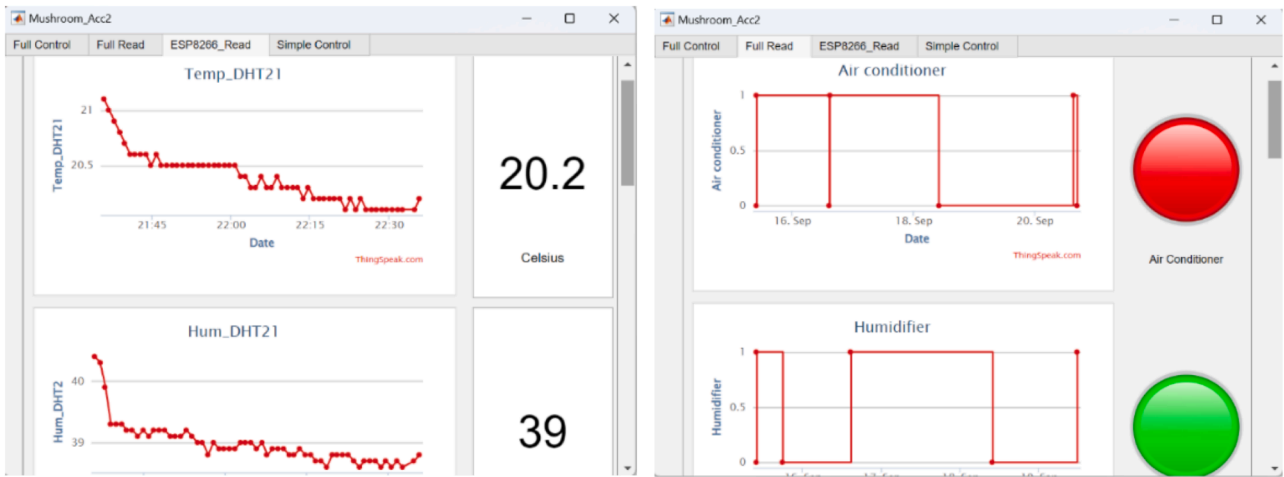 Mushroom_Acc2
Full Control Full Read ESP8266_Read Simple Control
Temp_DHT21
Temp_DHT21
21
20.5
21:45 22:00 22:15 22:30
Date
ThingSpeak.com
20.2
Celsius
Hum_DHT21
Hum_DHT2
40
39
39
Mushroom_Acc2
Full Control Full Read ESP8266_Read Simple Control
Air conditioner
Air conditioner
1
0.5
0
16. Sep 18. Sep 20. Sep
Date
ThingSpeak.com
Air Conditioner
Humidifier
Humidifier
1
0.5
0